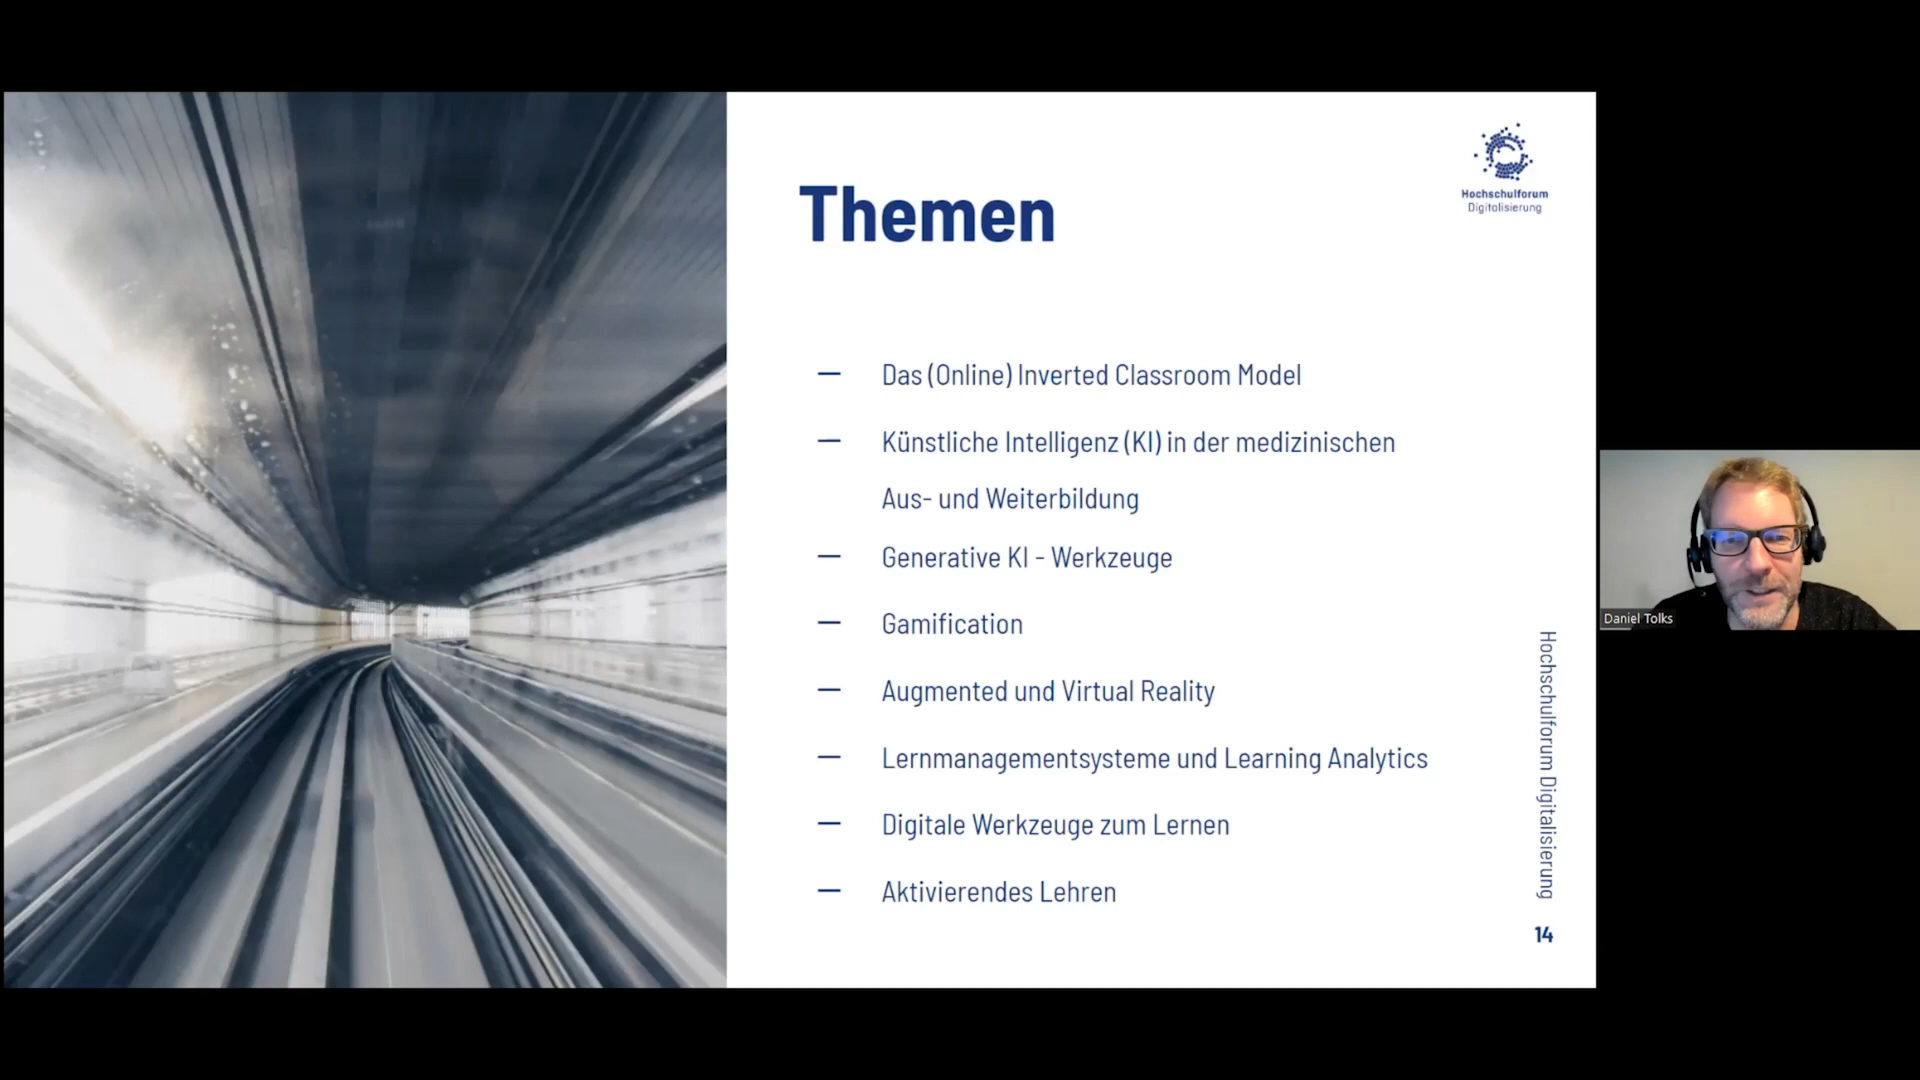 Themen
Hochschulforum
Digitalisierung
— Das (Online) Inverted Classroom Model
— Künstliche Intelligenz (KI) in der medizinischen
Aus- und Weiterbildung
— Generative KI - Werkzeuge
— Gamification
— Augmented und Virtual Reality
— Lernmanagementsysteme und Learning Analytics
— Digitale Werkzeuge zum Lernen
— Aktivierendes Lehren
Hochschulforum Digitalisierung
14
Daniel Tolks